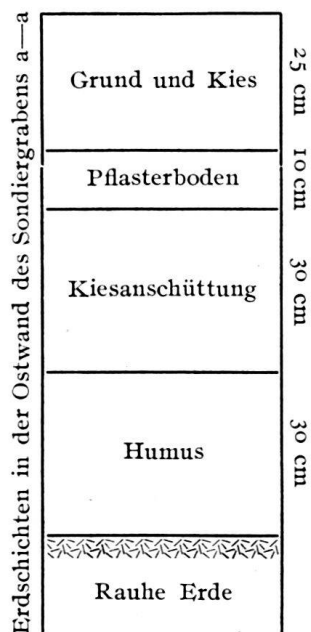 Erdschichten in der Ostwand des Sondiergrabens a—a
Grund und Kies
25 cm
Pflasterboden
10 cm
Kiesanschüttung
30 cm
Humus
30 cm
Rauhe Erde